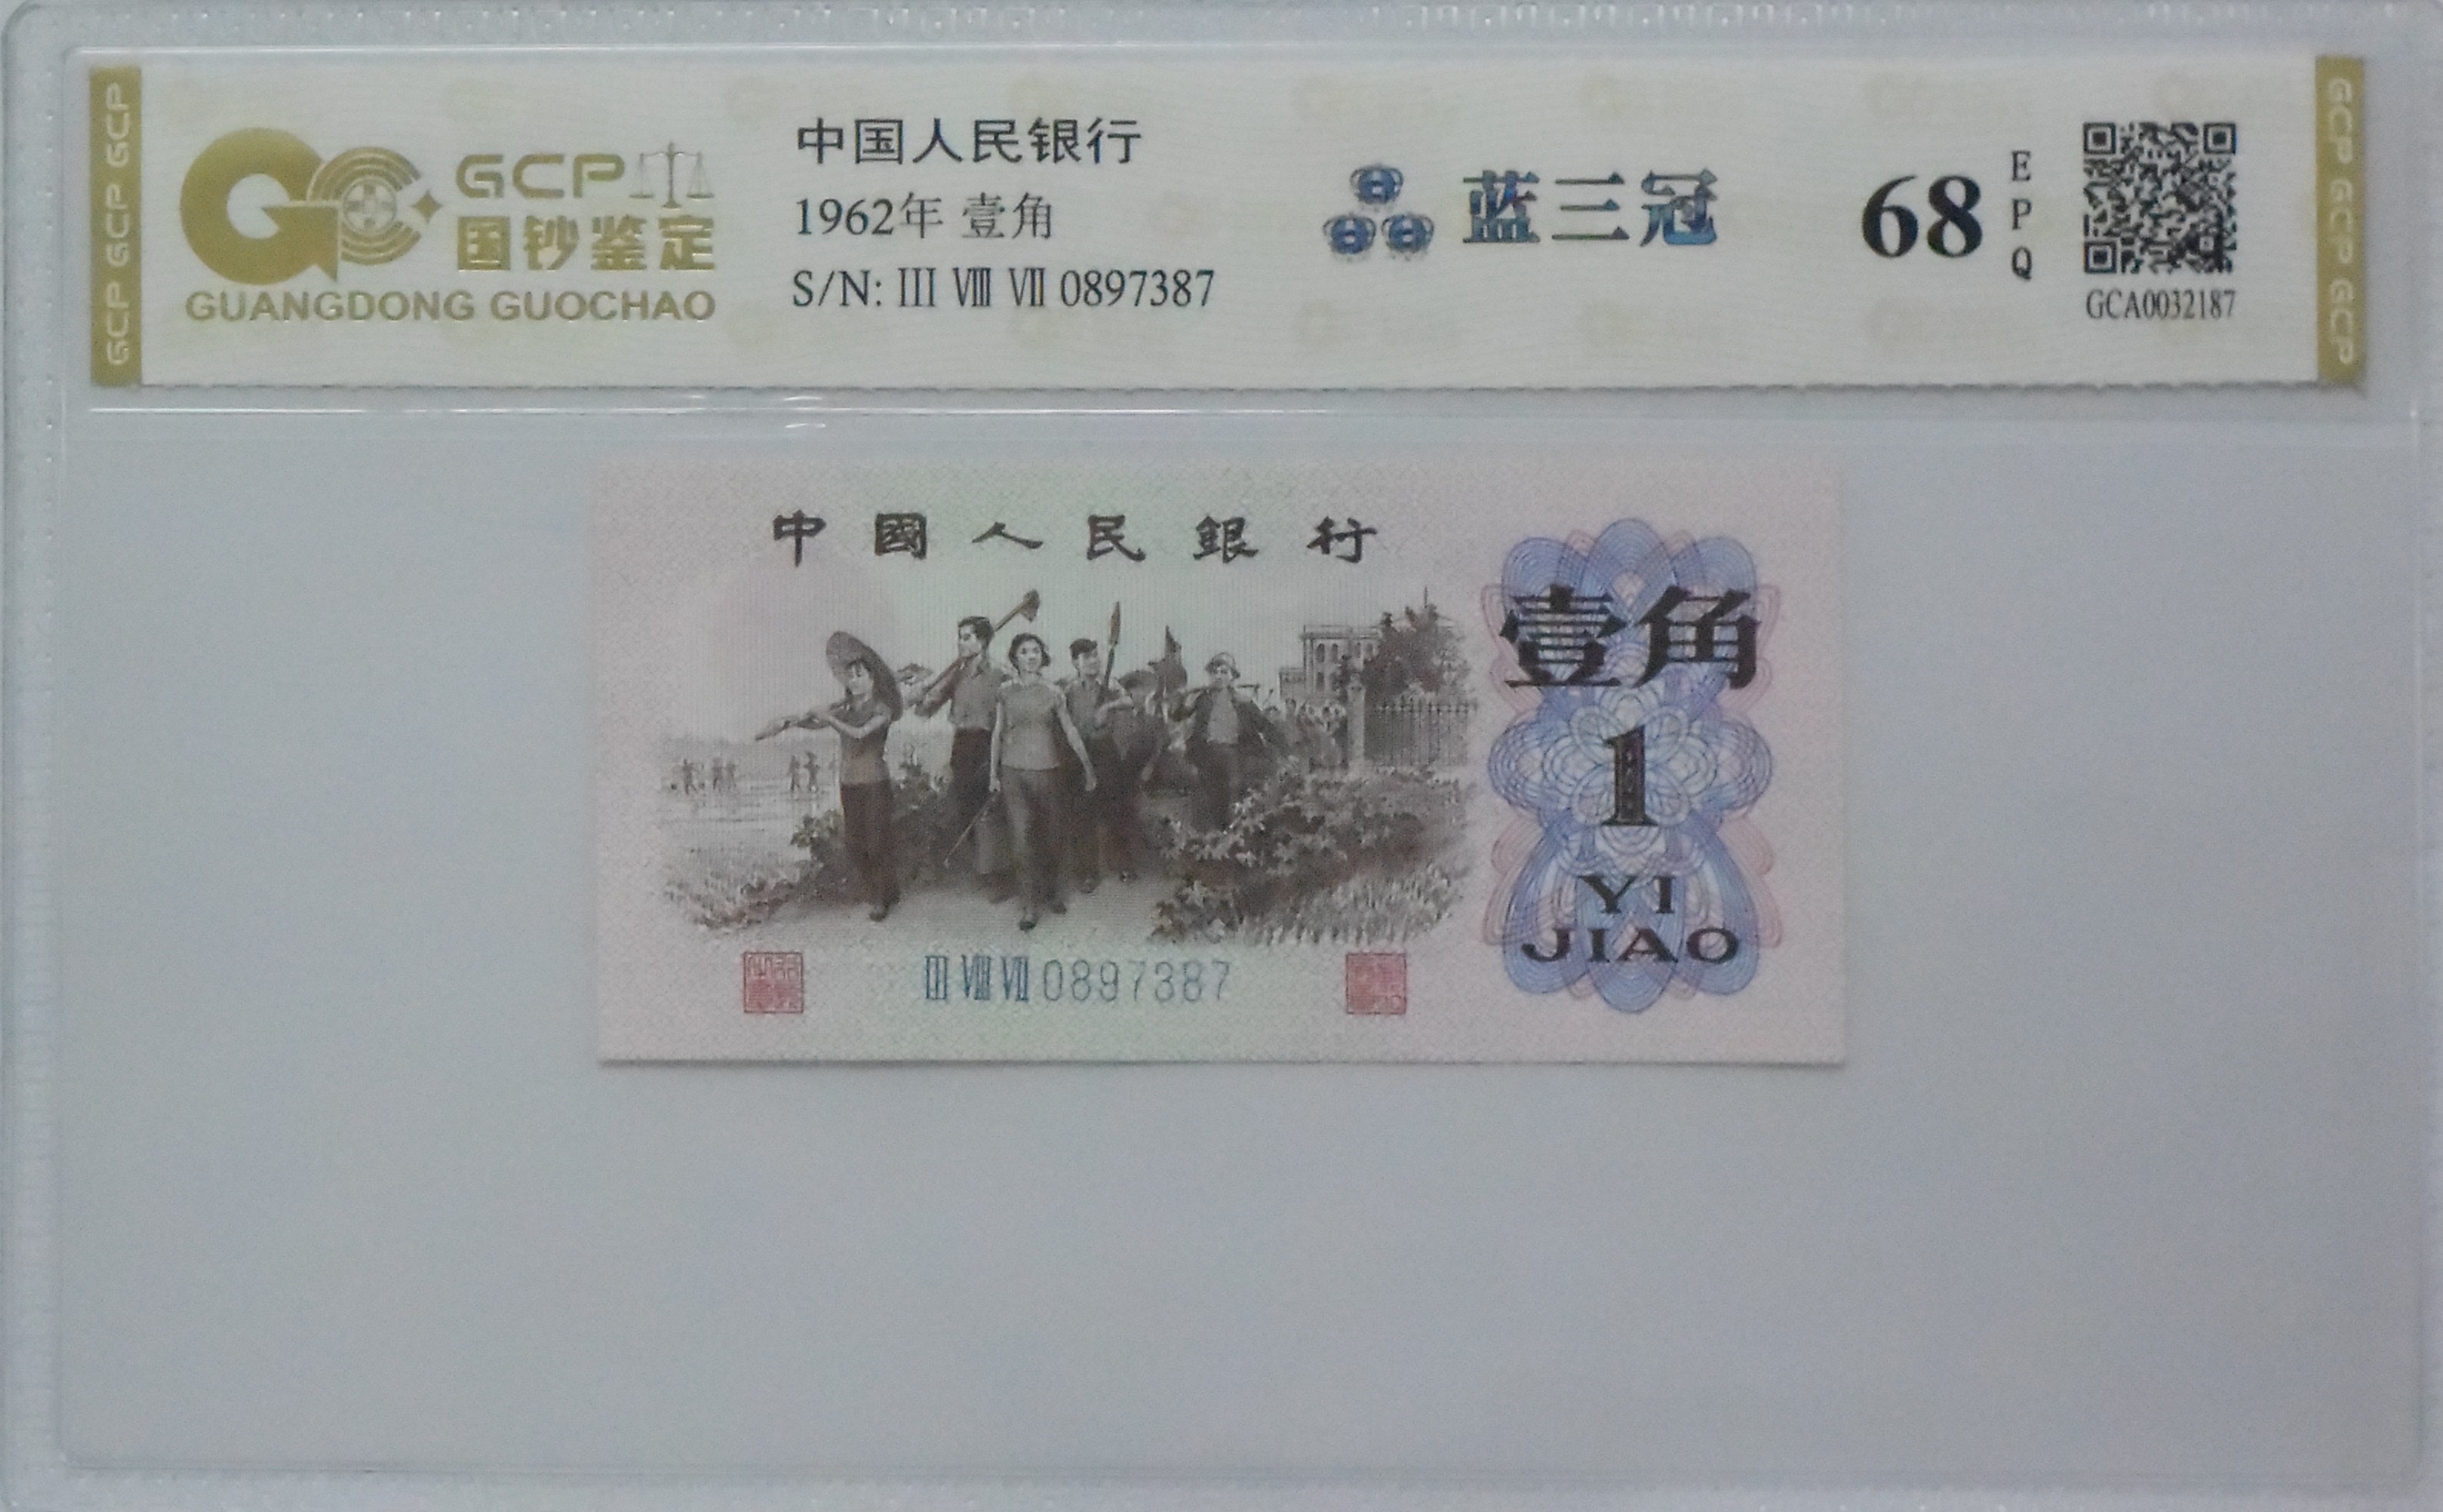 GCP GCP GCP
GCP
国钞鉴定
GUANGDONG GUOCHAO
中国人民银行
1962年 壹角
S/N: Ⅲ Ⅷ Ⅶ 0897387
蓝三冠
68
EPQ
GCA0032187
GCP GCP GCP
中國人民銀行
壹角
1
YI
JIAO
Ⅲ Ⅷ Ⅶ 0897387